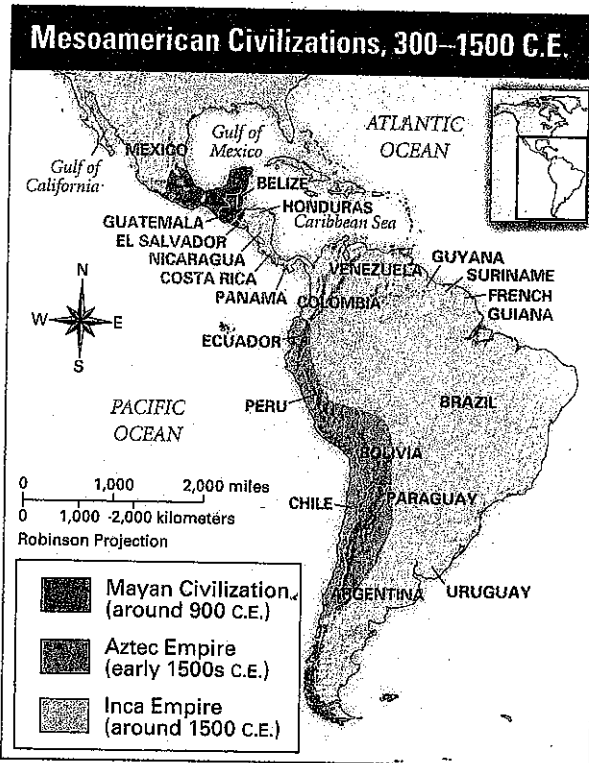 Mesoamerican Civilizations, 300–1500 C.E.
Gulf of
Mexico
ATLANTIC
OCEAN
MEXICO
Gulf of
California
BELIZE
HONDURAS
Caribbean Sea
GUATEMALA
EL SALVADOR
NICARAGUA
COSTA RICA
PANAMA
VENEZUELA
GUYANA
SURINAME
FRENCH
GUIANA
COLOMBIA
N
W
E
S
ECUADOR
PERU
BRAZIL
PACIFIC
OCEAN
BOLIVIA
0 1,000 2,000 miles
0 1,000 -2,000 kilometers
Robinson Projection
CHILE
PARAGUAY
ARGENTINA
URUGUAY
Mayan Civilization
(around 900 C.E.)
Aztec Empire
(early 1500s C.E.)
Inca Empire
(around 1500 C.E.)